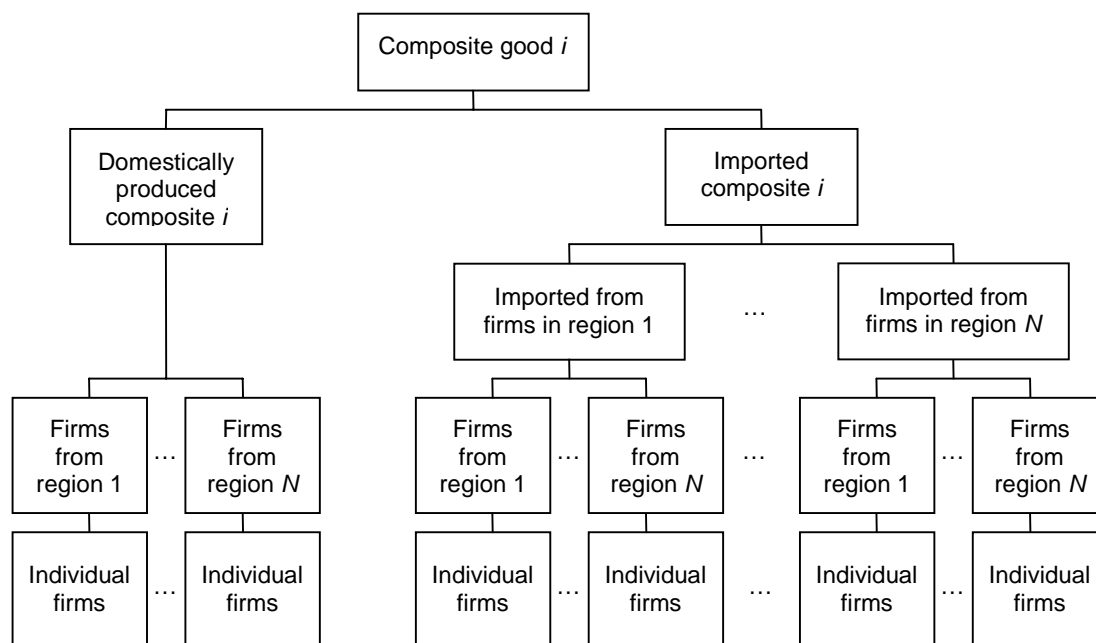 Composite good i
Domestically
produced
composite i
Imported
composite i
Imported from
firms in region 1
…
Imported from
firms in region N
Firms
from
region 1
…
Firms
from
region N
Firms
from
region 1
…
Firms
from
region N
…
Firms
from
region 1
…
Firms
from
region N
Individual
firms
…
Individual
firms
Individual
firms
…
Individual
firms
…
Individual
firms
…
Individual
firms